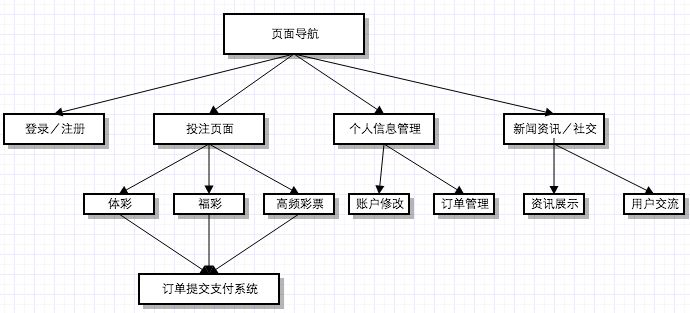 页面导航
登录／注册
投注页面
个人信息管理
新闻资讯／社交
体彩
福彩
高频彩票
账户修改
订单管理
资讯展示
用户交流
订单提交支付系统